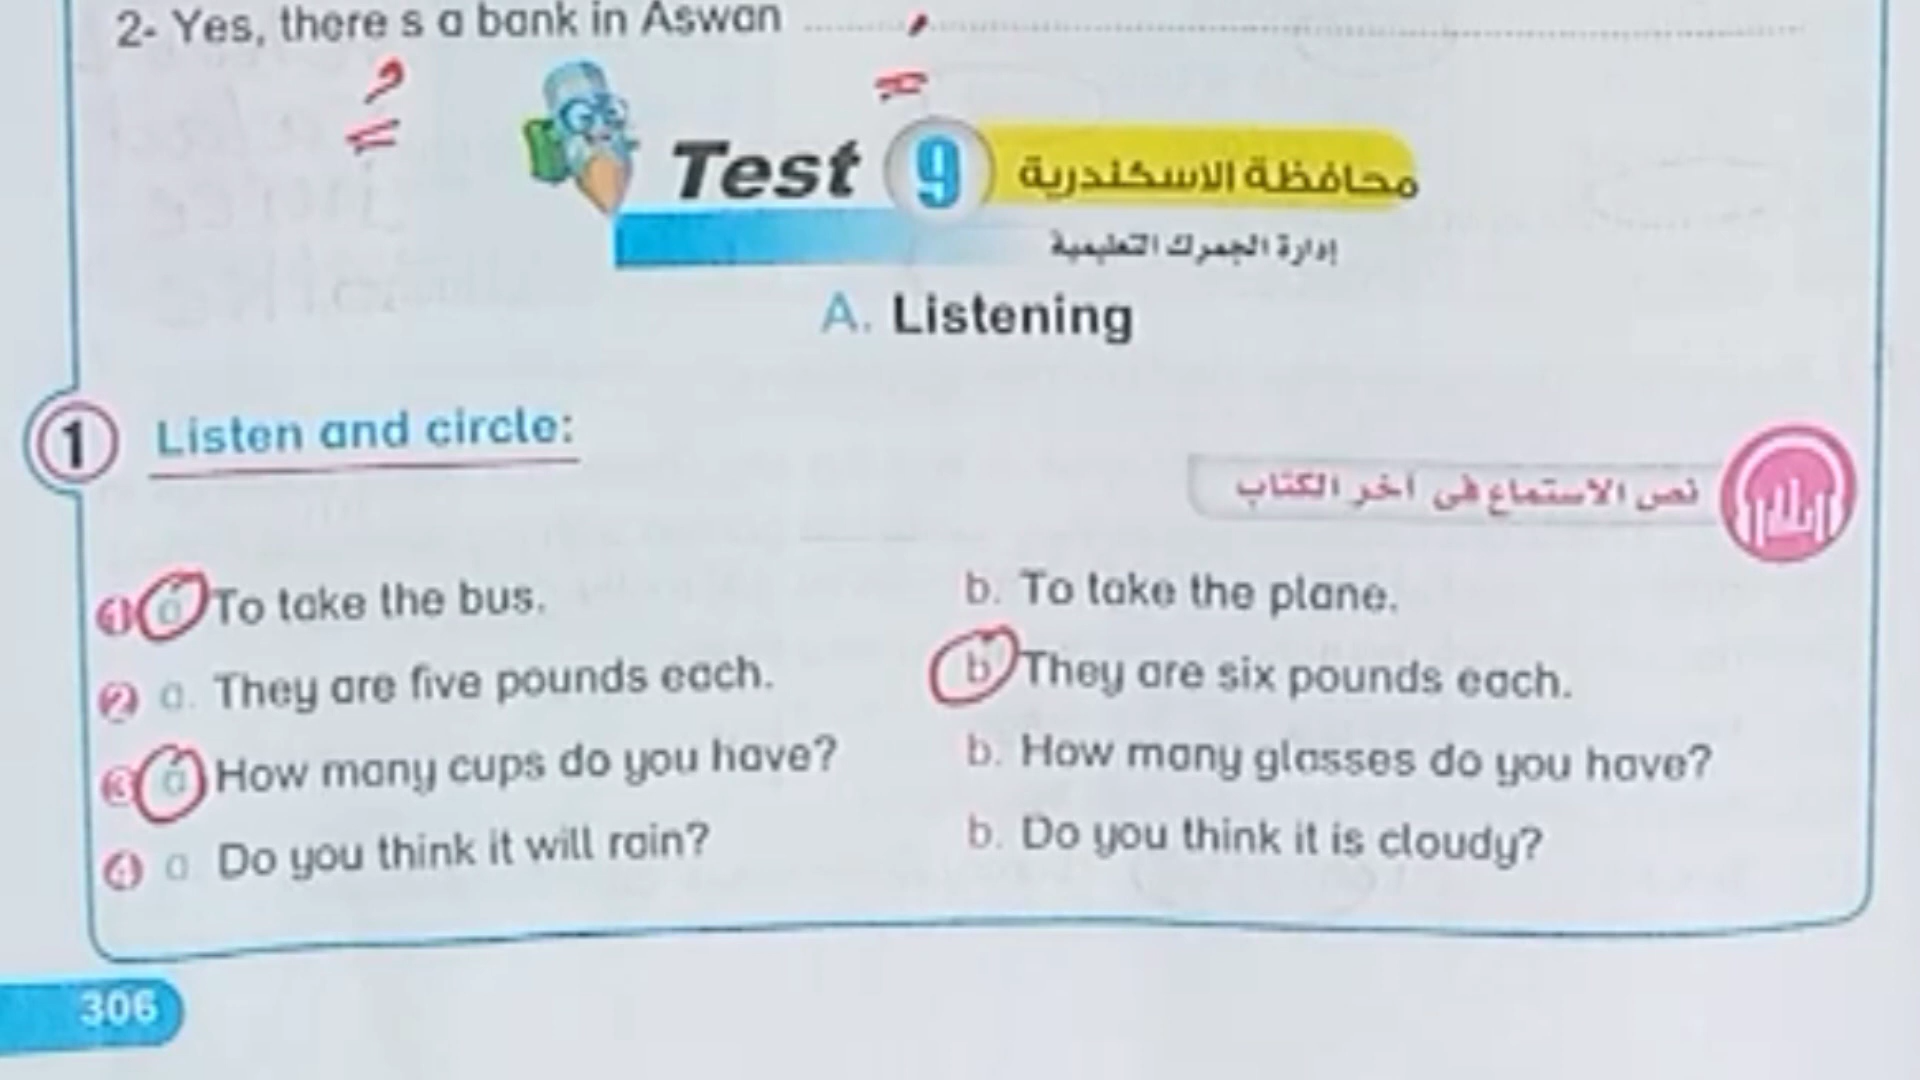 2- Yes, there s a bank in Aswan ........................
Test 9 محافظة الاسكندرية
إدارة الجمرك التعليمية
A. Listening
1 Listen and circle:
نص الاستماع فى أخر الكتاب
1 a To take the bus. b. To take the plane.
2 a. They are five pounds each. b They are six pounds each.
3 a How many cups do you have? b. How many glasses do you have?
4 a Do you think it will rain? b. Do you think it is cloudy?
306